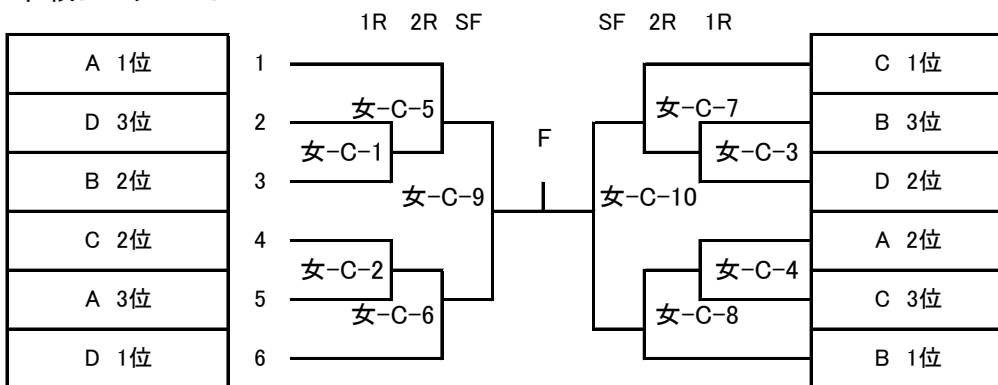 1R 2R SF SF 2R 1R
A 1位 1 C 1位
女-C-5 女-C-7
D 3位 2 B 3位
女-C-1 F 女-C-3
B 2位 3 女-C-9 女-C-10 D 2位
C 2位 4 A 2位
女-C-2 女-C-4
A 3位 5 C 3位
女-C-6 女-C-8
D 1位 6 B 1位